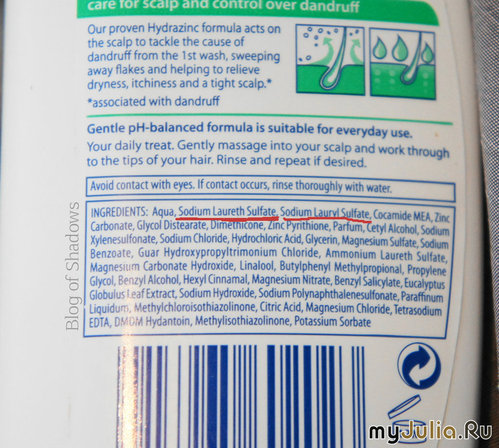 care for scalp and control over dandruff
Our proven Hydrazinc formula acts on
the scalp to tackle the cause of
dandruff from the 1st wash, sweeping
away flakes and helping to relieve
dryness, itchiness and a tight scalp.*
*associated with dandruff
Gentle pH-balanced formula is suitable for everyday use.
Your daily treat. Gently massage into your scalp and work through
to the tips of your hair. Rinse and repeat if desired.
Avoid contact with eyes. If contact occurs, rinse thoroughly with water.
INGREDIENTS: Aqua, Sodium Laureth Sulfate, Sodium Lauryl Sulfate, Cocamide MEA, Zinc
Carbonate, Glycol Distearate, Dimethicone, Zinc Pyrithione, Parfum, Cetyl Alcohol, Sodium
Xylenesulfonate, Sodium Chloride, Hydrochloric Acid, Glycerin, Magnesium Sulfate, Sodium
Benzoate, Guar Hydroxypropyltrimonium Chloride, Ammonium Laureth Sulfate,
Magnesium Carbonate Hydroxide, Linalool, Butylphenyl Methylpropional, Propylene
Glycol, Benzyl Alcohol, Hexyl Cinnamal, Magnesium Nitrate, Benzyl Salicylate, Eucalyptus
Globulus Leaf Extract, Sodium Hydroxide, Sodium Polynaphthalenesulfonate, Paraffinum
Liquidum, Methylchloroisothiazolinone, Citric Acid, Magnesium Chloride, Tetrasodium
EDTA, DMDM Hydantoin, Methylisothiazolinone, Potassium Sorbate
Blog of Shadows
myJulia.Ru